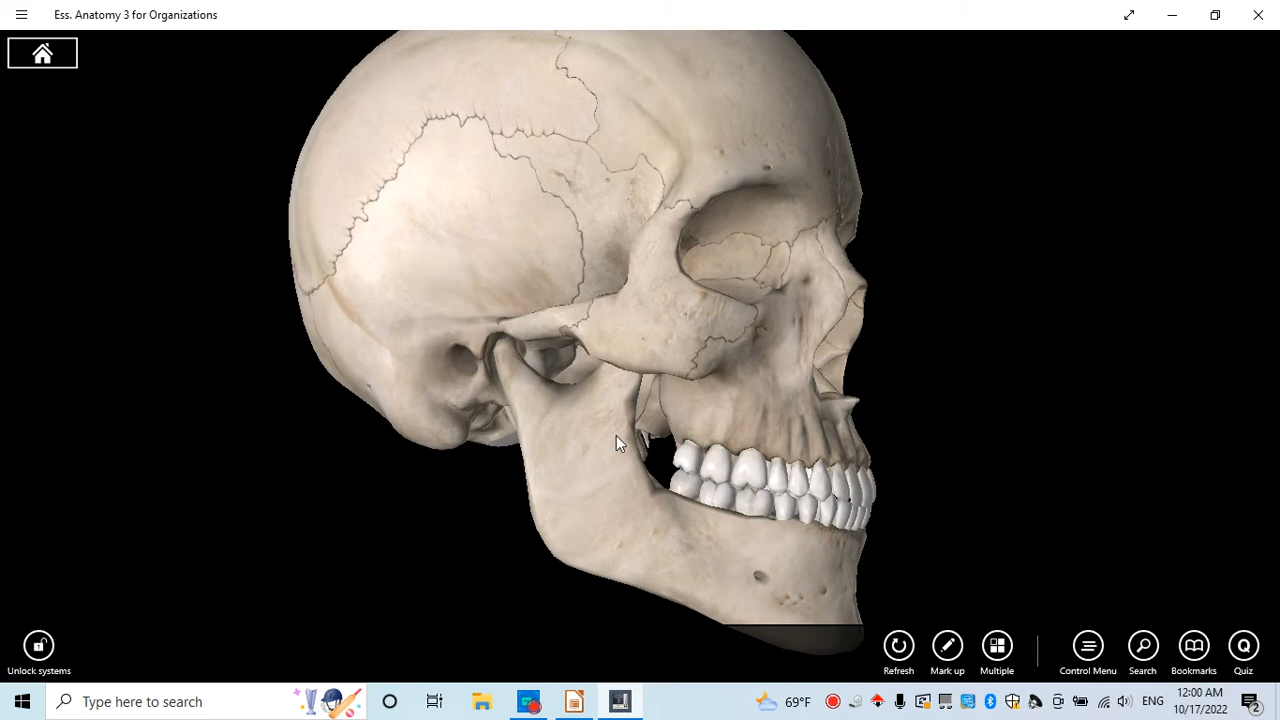 Ess. Anatomy 3 for Organizations
Unlock systems
Refresh
Mark up
Multiple
Control Menu
Search
Bookmarks
Q
Quiz
Type here to search
69°F
ENG
12:00 AM
10/17/2022
2